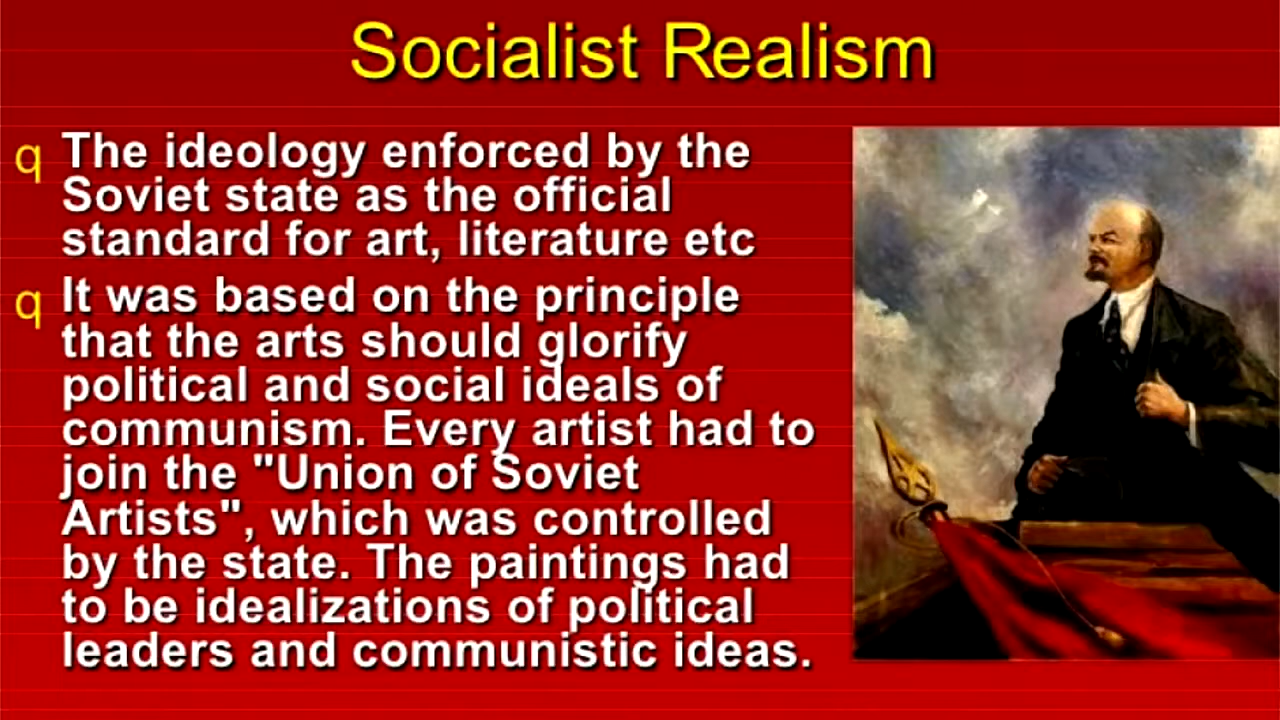 Socialist Realism
q The ideology enforced by the
Soviet state as the official
standard for art, literature etc
q It was based on the principle
that the arts should glorify
political and social ideals of
communism. Every artist had to
join the "Union of Soviet
Artists", which was controlled
by the state. The paintings had
to be idealizations of political
leaders and communistic ideas.